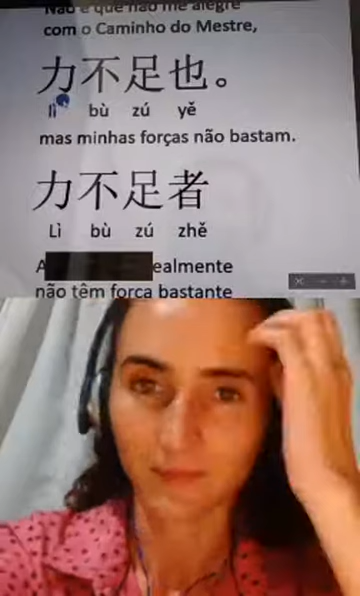 Não é que não me alegre
com o Caminho do Mestre,
力不足也。
lì bù zú yě
mas minhas forças não bastam.
力不足者
Lì bù zú zhě
ealmente
não têm força bastante